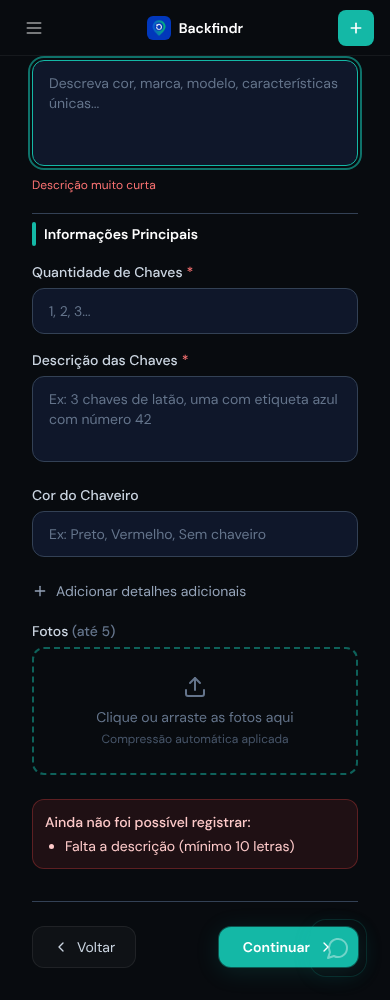 Backfindr
Descreva cor, marca, modelo, características
únicas...
Descrição muito curta
Informações Principais
Quantidade de Chaves *
1, 2, 3...
Descrição das Chaves *
Ex: 3 chaves de latão, uma com etiqueta azul
com número 42
Cor do Chaveiro
Ex: Preto, Vermelho, Sem chaveiro
Adicionar detalhes adicionais
Fotos (até 5)
Clique ou arraste as fotos aqui
Compressão automática aplicada
Ainda não foi possível registrar:
• Falta a descrição (mínimo 10 letras)
Voltar
Continuar